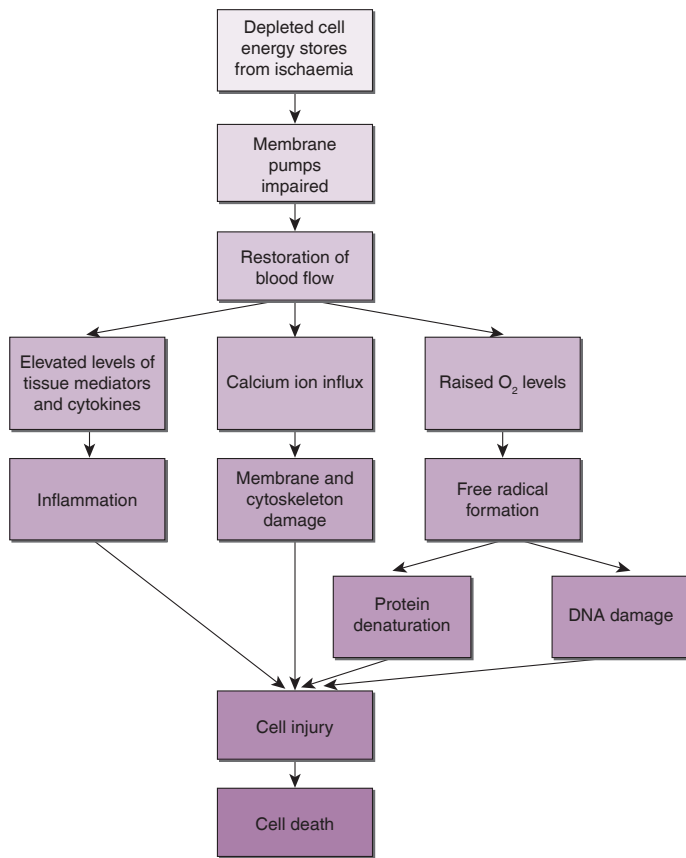 Depleted cell
energy stores
from ischaemia
Membrane
pumps
impaired
Restoration of
blood flow
Elevated levels of
tissue mediators
and cytokines
Calcium ion influx
Raised O₂ levels
Inflammation
Membrane and
cytoskeleton
damage
Free radical
formation
Protein
denaturation
DNA damage
Cell injury
Cell death